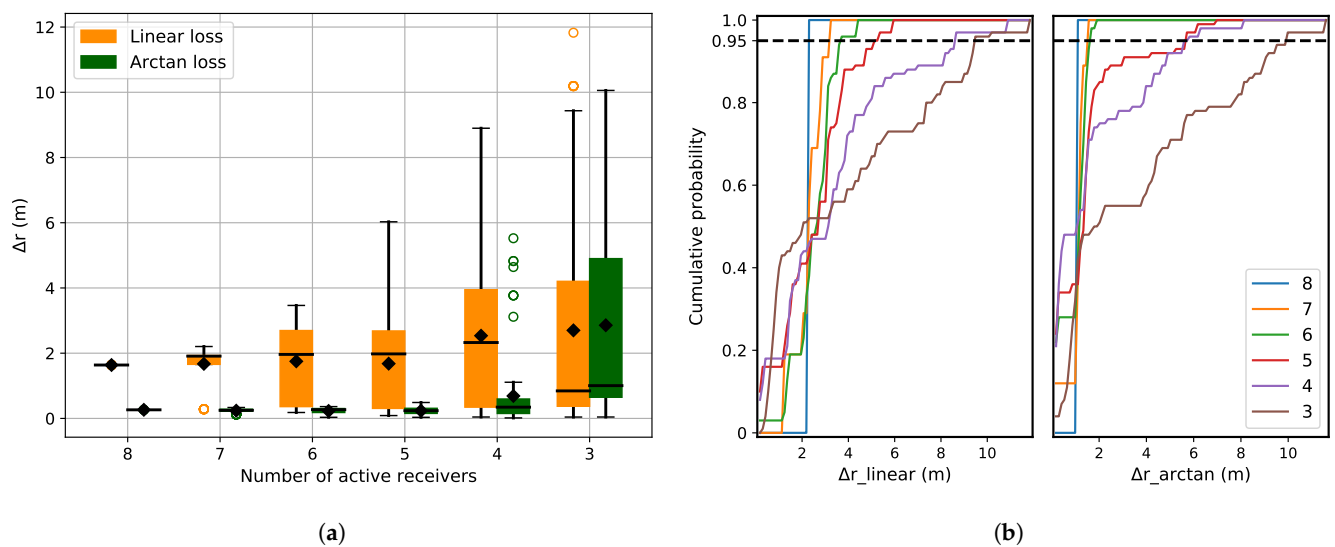 12
10
8
6
4
2
0
Δr (m)
Linear loss
Arctan loss
8 7 6 5 4 3
Number of active receivers
(a)
1.0
0.95
0.8
0.6
0.4
0.2
0
Cumulative probability
2 4 6 8 10
Δr_linear (m)
2 4 6 8 10
Δr_arctan (m)
8
7
6
5
4
3
(b)